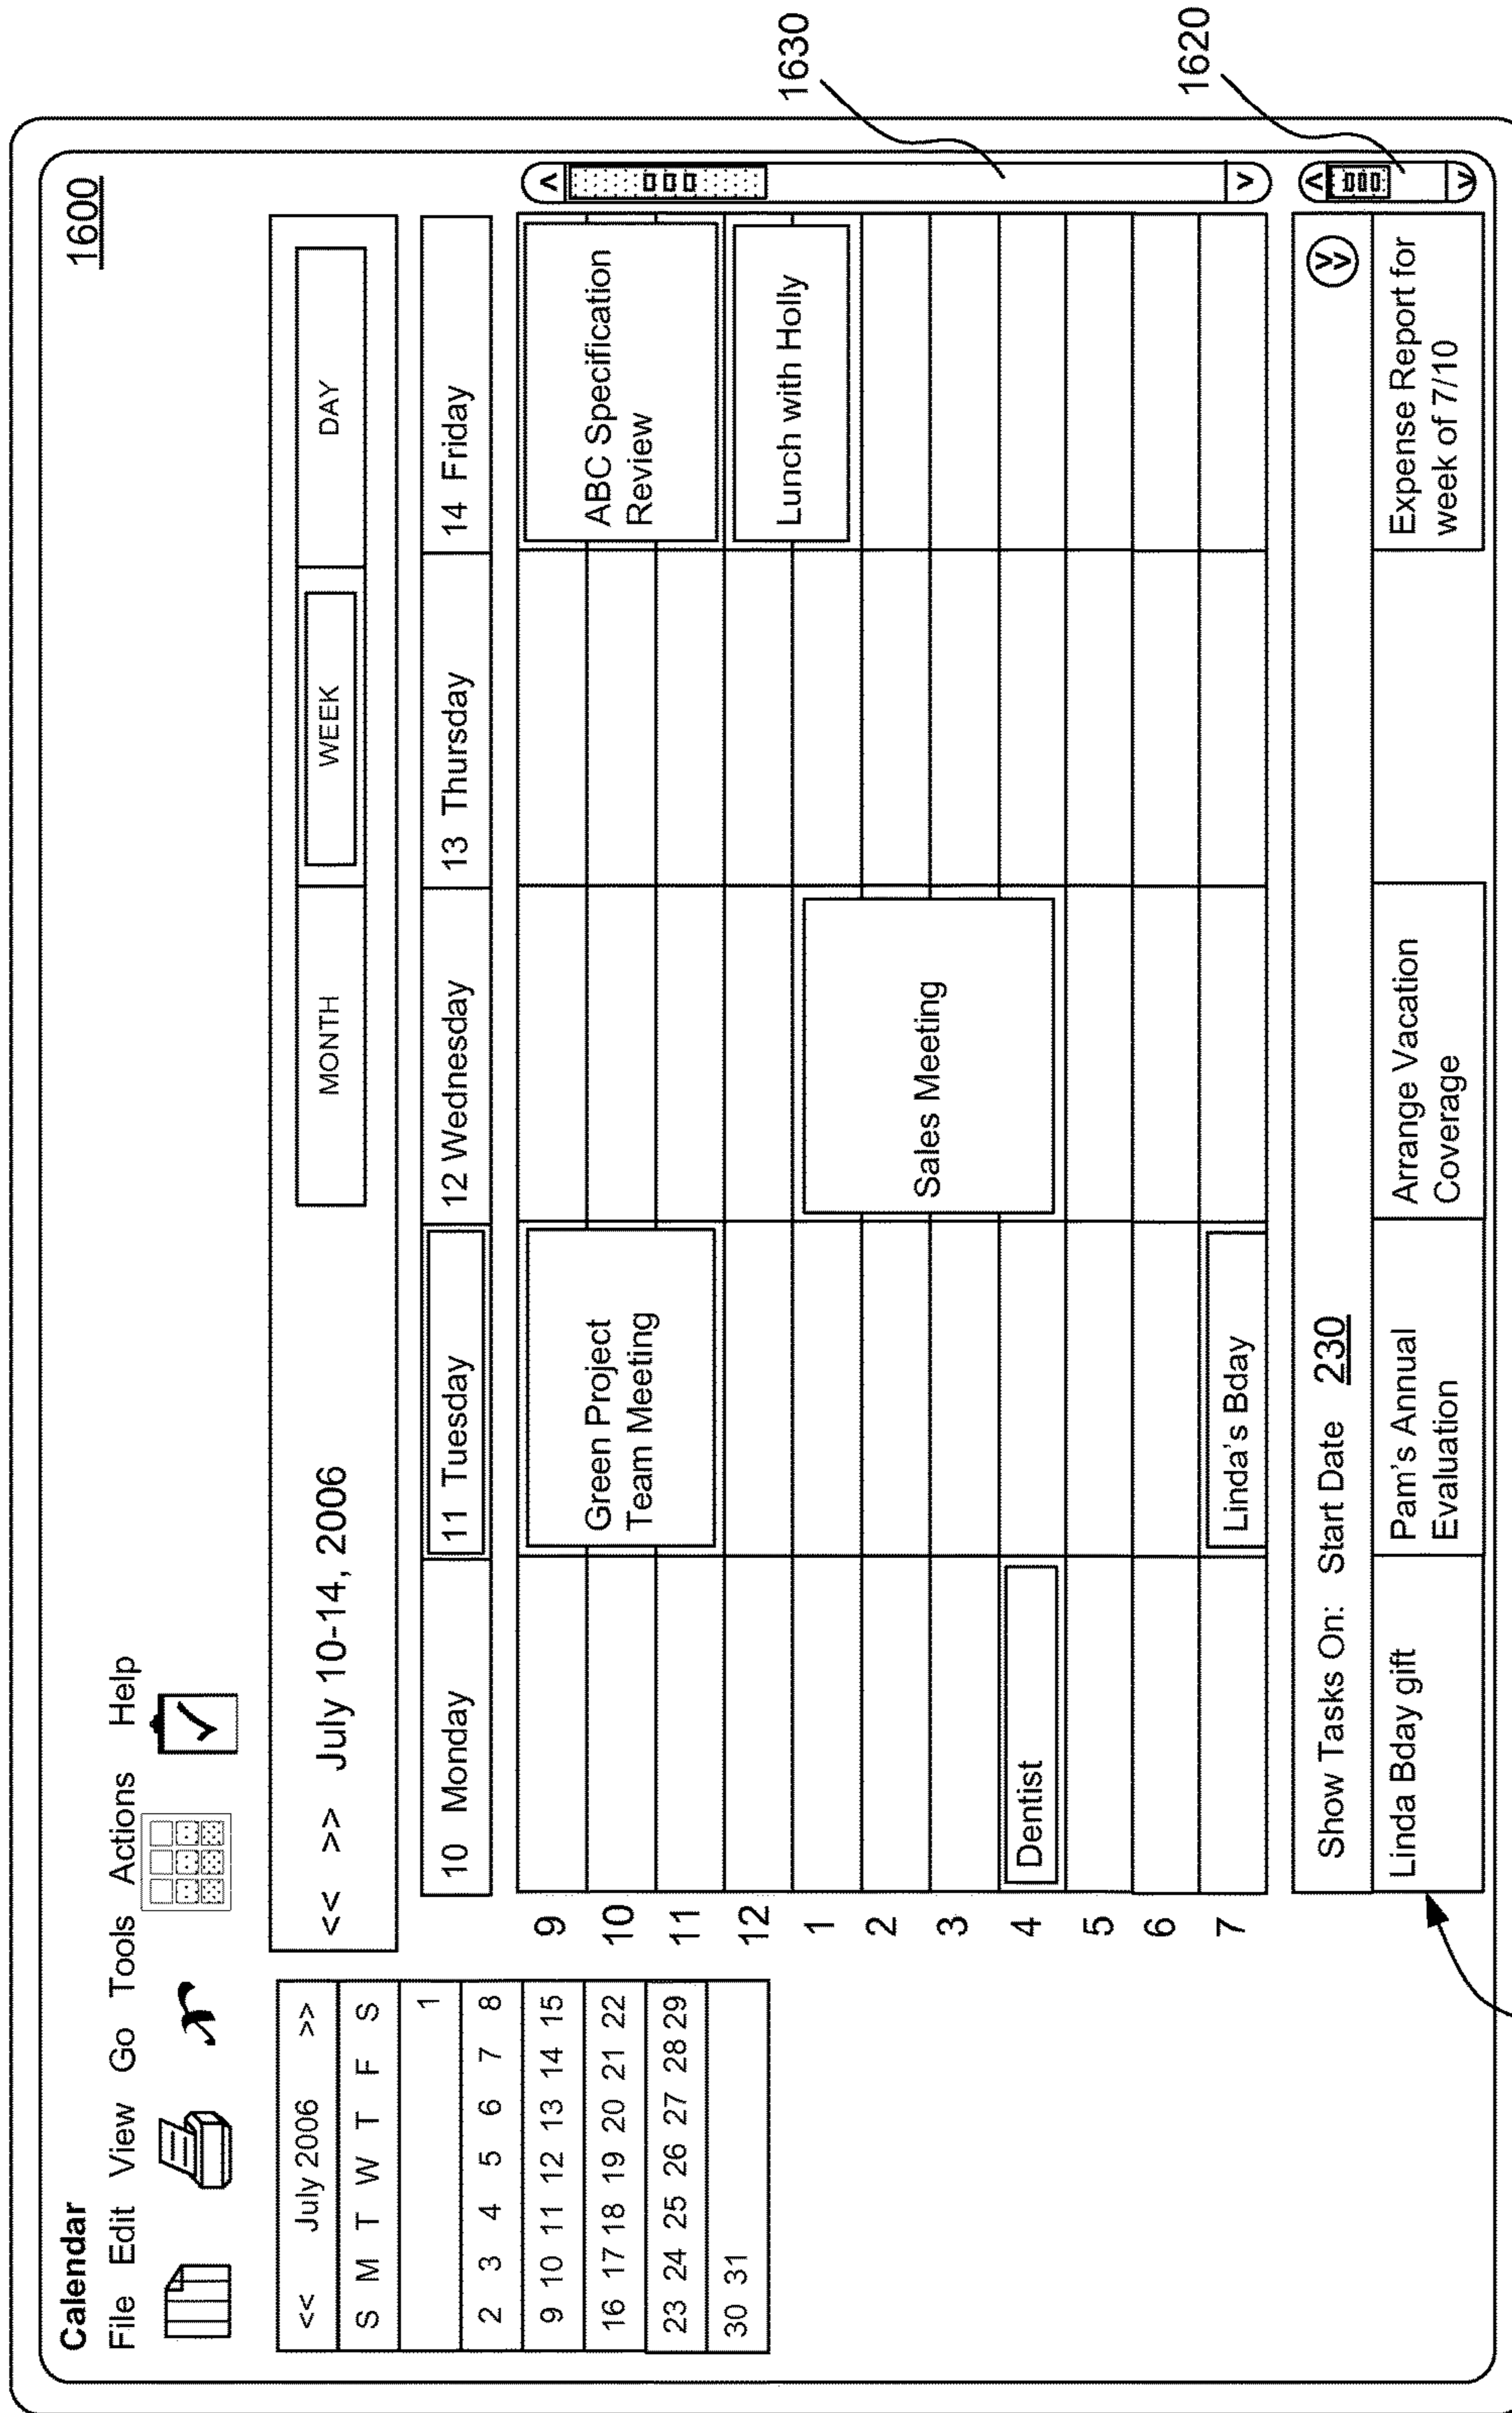 1600
Calendar
File Edit View Go Tools Actions Help
<< July 2006 >>
S M T W T F S
1
2 3 4 5 6 7 8
9 10 11 12 13 14 15
16 17 18 19 20 21 22
23 24 25 26 27 28 29
30 31
<< >> July 10-14, 2006
MONTH WEEK DAY
10 Monday 11 Tuesday 12 Wednesday 13 Thursday 14 Friday
9
10
11
12
1
2
3
4
5
6
7
Green Project
Team Meeting
ABC Specification
Review
Lunch with Holly
Sales Meeting
Dentist
Linda's Bday
1630
Show Tasks On: Start Date 230
1620
Linda Bday gift
Pam's Annual
Evaluation
Arrange Vacation
Coverage
Expense Report for
week of 7/10